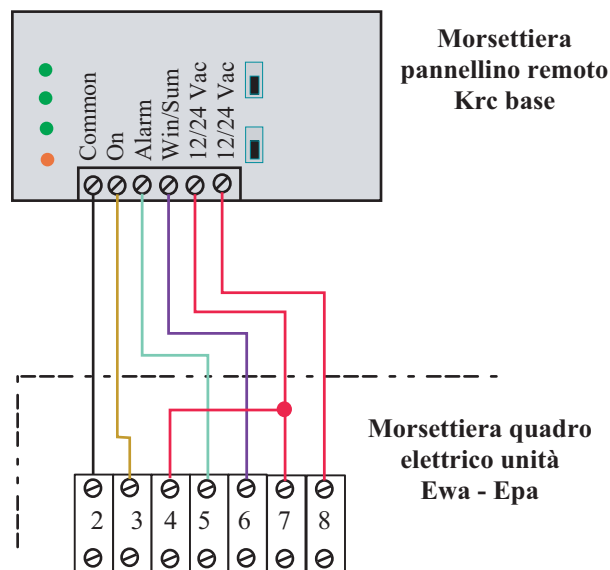 Morsettiera
pannellino remoto
Krc base
Common
On
Alarm
Win/Sum
12/24 Vac
12/24 Vac
Morsettiera quadro
elettrico unità
Ewa - Epa
2 3 4 5 6 7 8